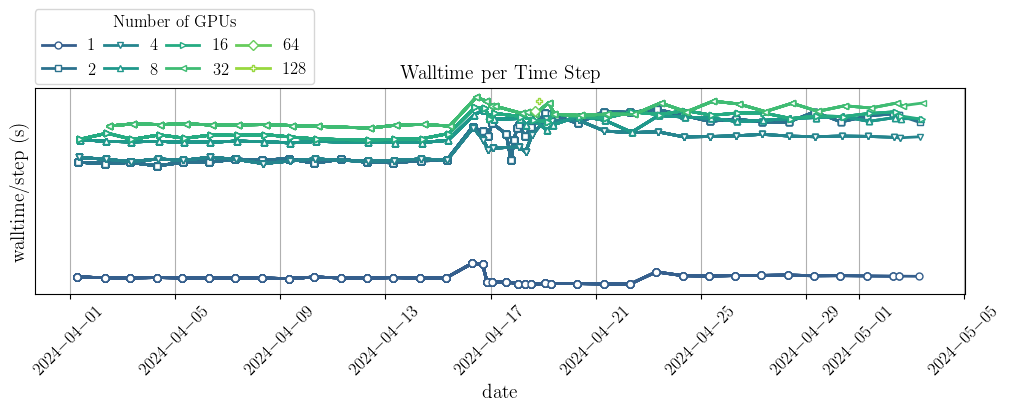 Number of GPUs
1 4 16 64
2 8 32 128
Walltime per Time Step
walltime/step (s)
2024−04−01 2024−04−05 2024−04−09 2024−04−13 2024−04−17 2024−04−21 2024−04−25 2024−04−29 2024−05−01 2024−05−05
date